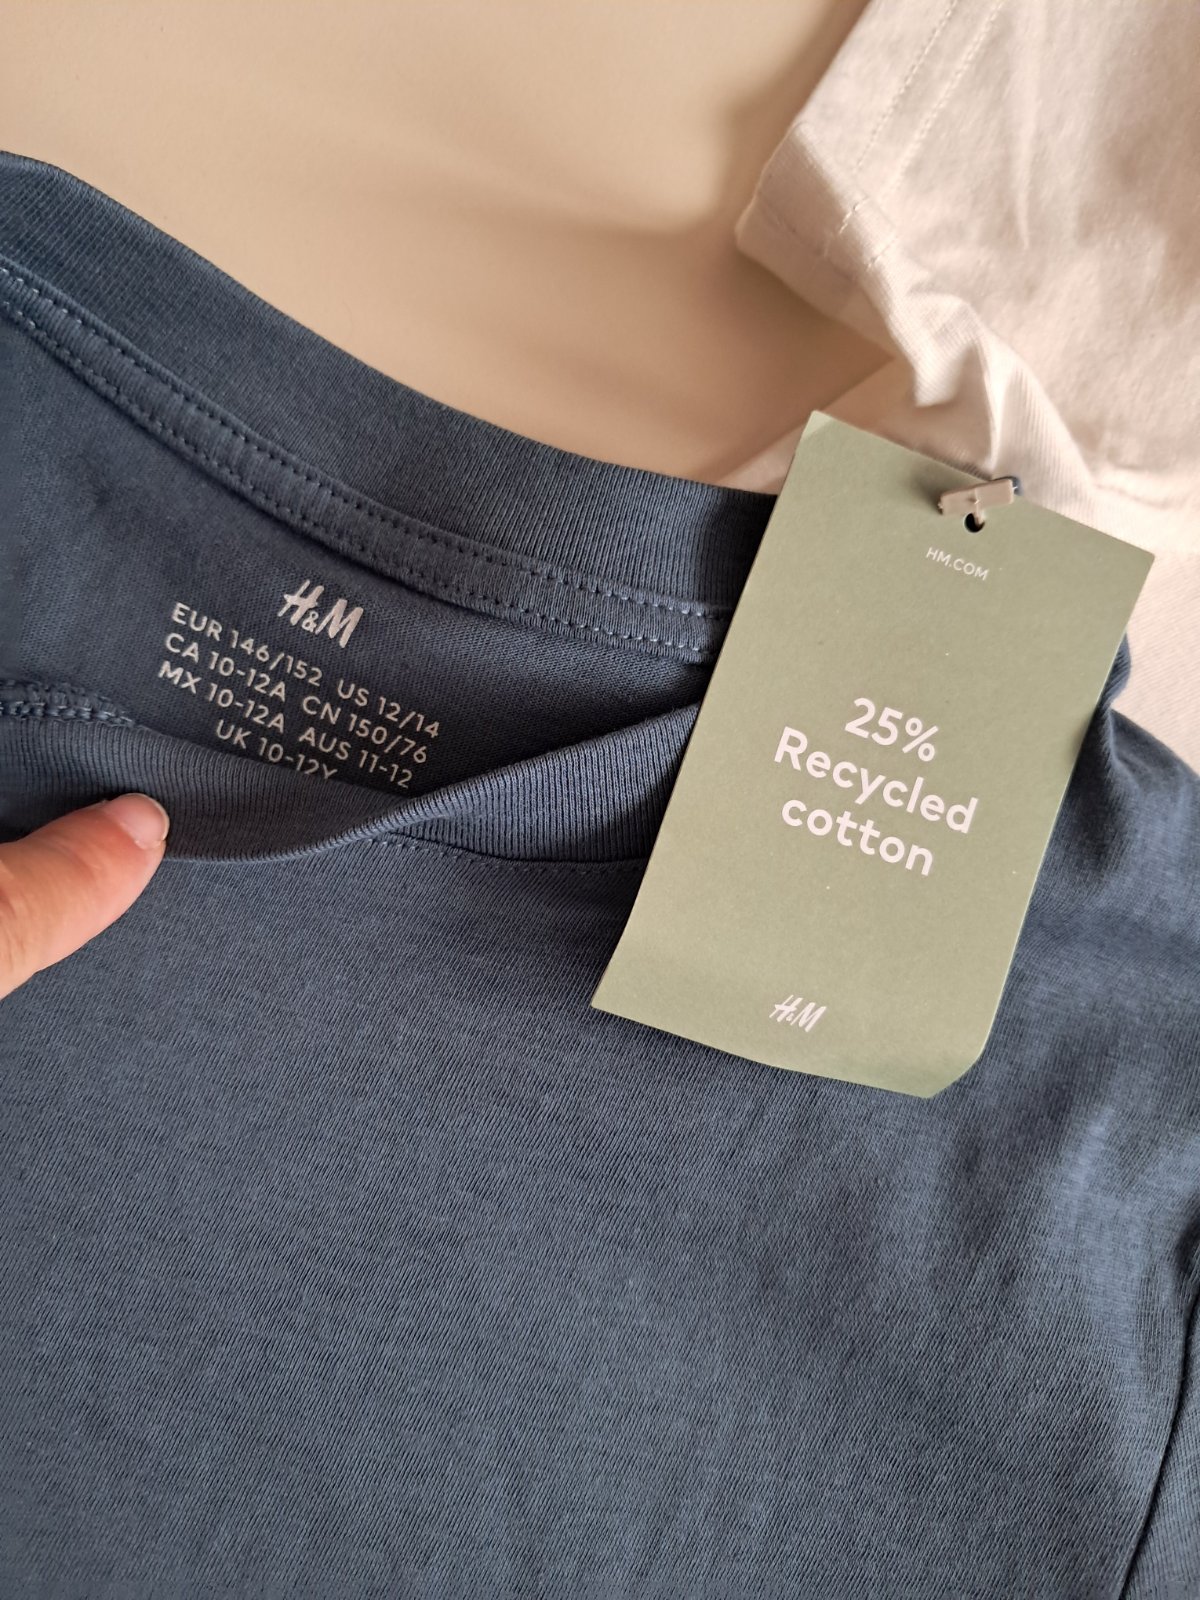 H&M
EUR 146/152 US 12/14
CA 10-12A CN 150/76
MX 10-12A AUS 11-12
UK 10-12Y
HM.COM
25%
Recycled
cotton
H&M